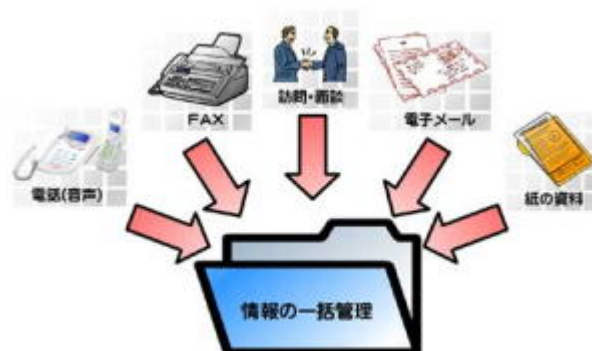 訪問・面談
FAX
電子メール
電話(音声)
紙の資料
情報の一括管理